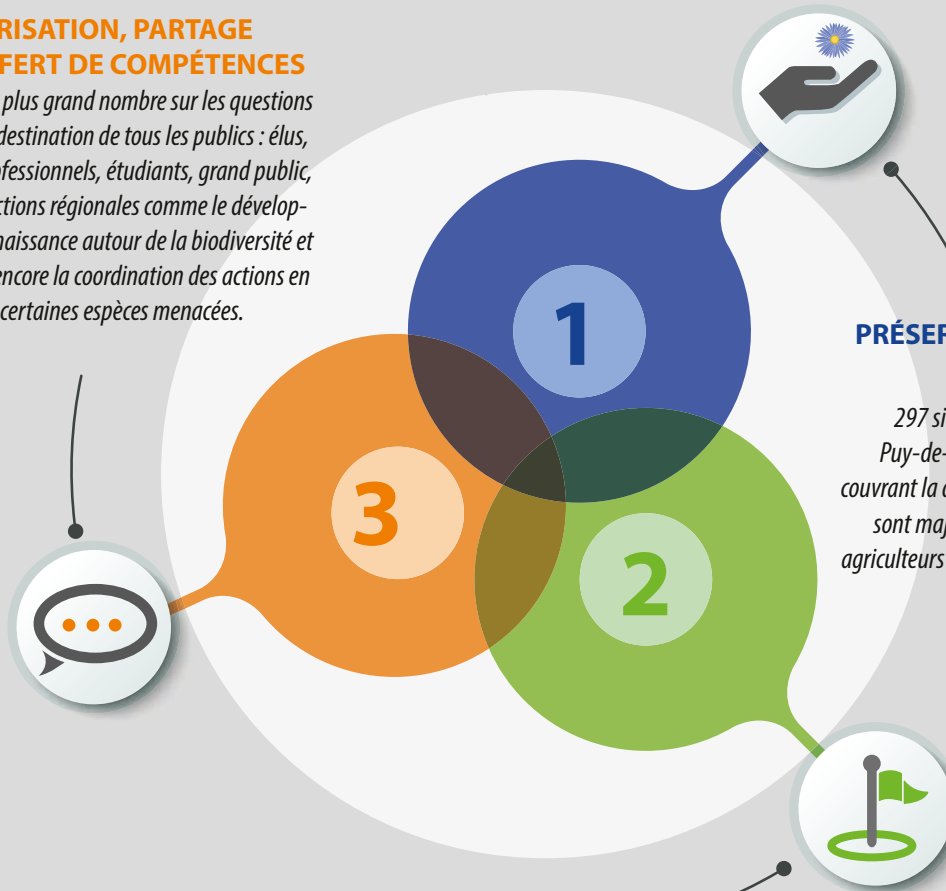 RISATION, PARTAGE
FERT DE COMPÉTENCES
plus grand nombre sur les questions
destination de tous les publics : élus,
ofessionnels, étudiants, grand public,
ctions régionales comme le dévelop-
naissance autour de la biodiversité et
encore la coordination des actions en
certaines espèces menacées.
1
PRÉSER
297 si
Puy-de-
couvrant la
sont maj
agriculteurs
3
2